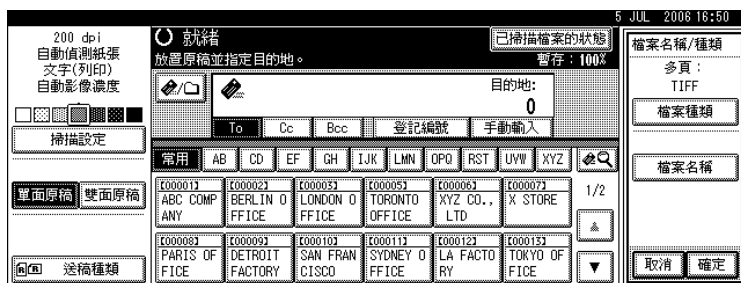 5 JUL 2006 16:50
200 dpi
自動偵測紙張
文字(列印)
自動影像濃度
掃描設定
單面原稿
雙面原稿
送稿種類
就緒
已掃描檔案的狀態
放置原稿並指定目的地。
暫存:100%
目的地:
0
To
Cc
Bcc
登記編號
手動輸入
常用
AB
CD
EF
GH
IJK
LMN
OPQ
RST
UVW
XYZ
[00001]
ABC COMP
ANY
[00002]
BERLIN O
FFICE
[00003]
LONDON O
FFICE
[00005]
TORONTO
OFFICE
[00006]
XYZ CO.,
LTD
[00007]
X STORE
1/2
[00008]
PARIS OF
FICE
[00009]
DETROIT
FACTORY
[00010]
SAN FRAN
CISCO
[00011]
SYDNEY O
FFICE
[00012]
LA FACTO
RY
[00013]
TOKYO OF
FICE
檔案名稱/種類
多頁:
TIFF
檔案種類
檔案名稱
取消
確定